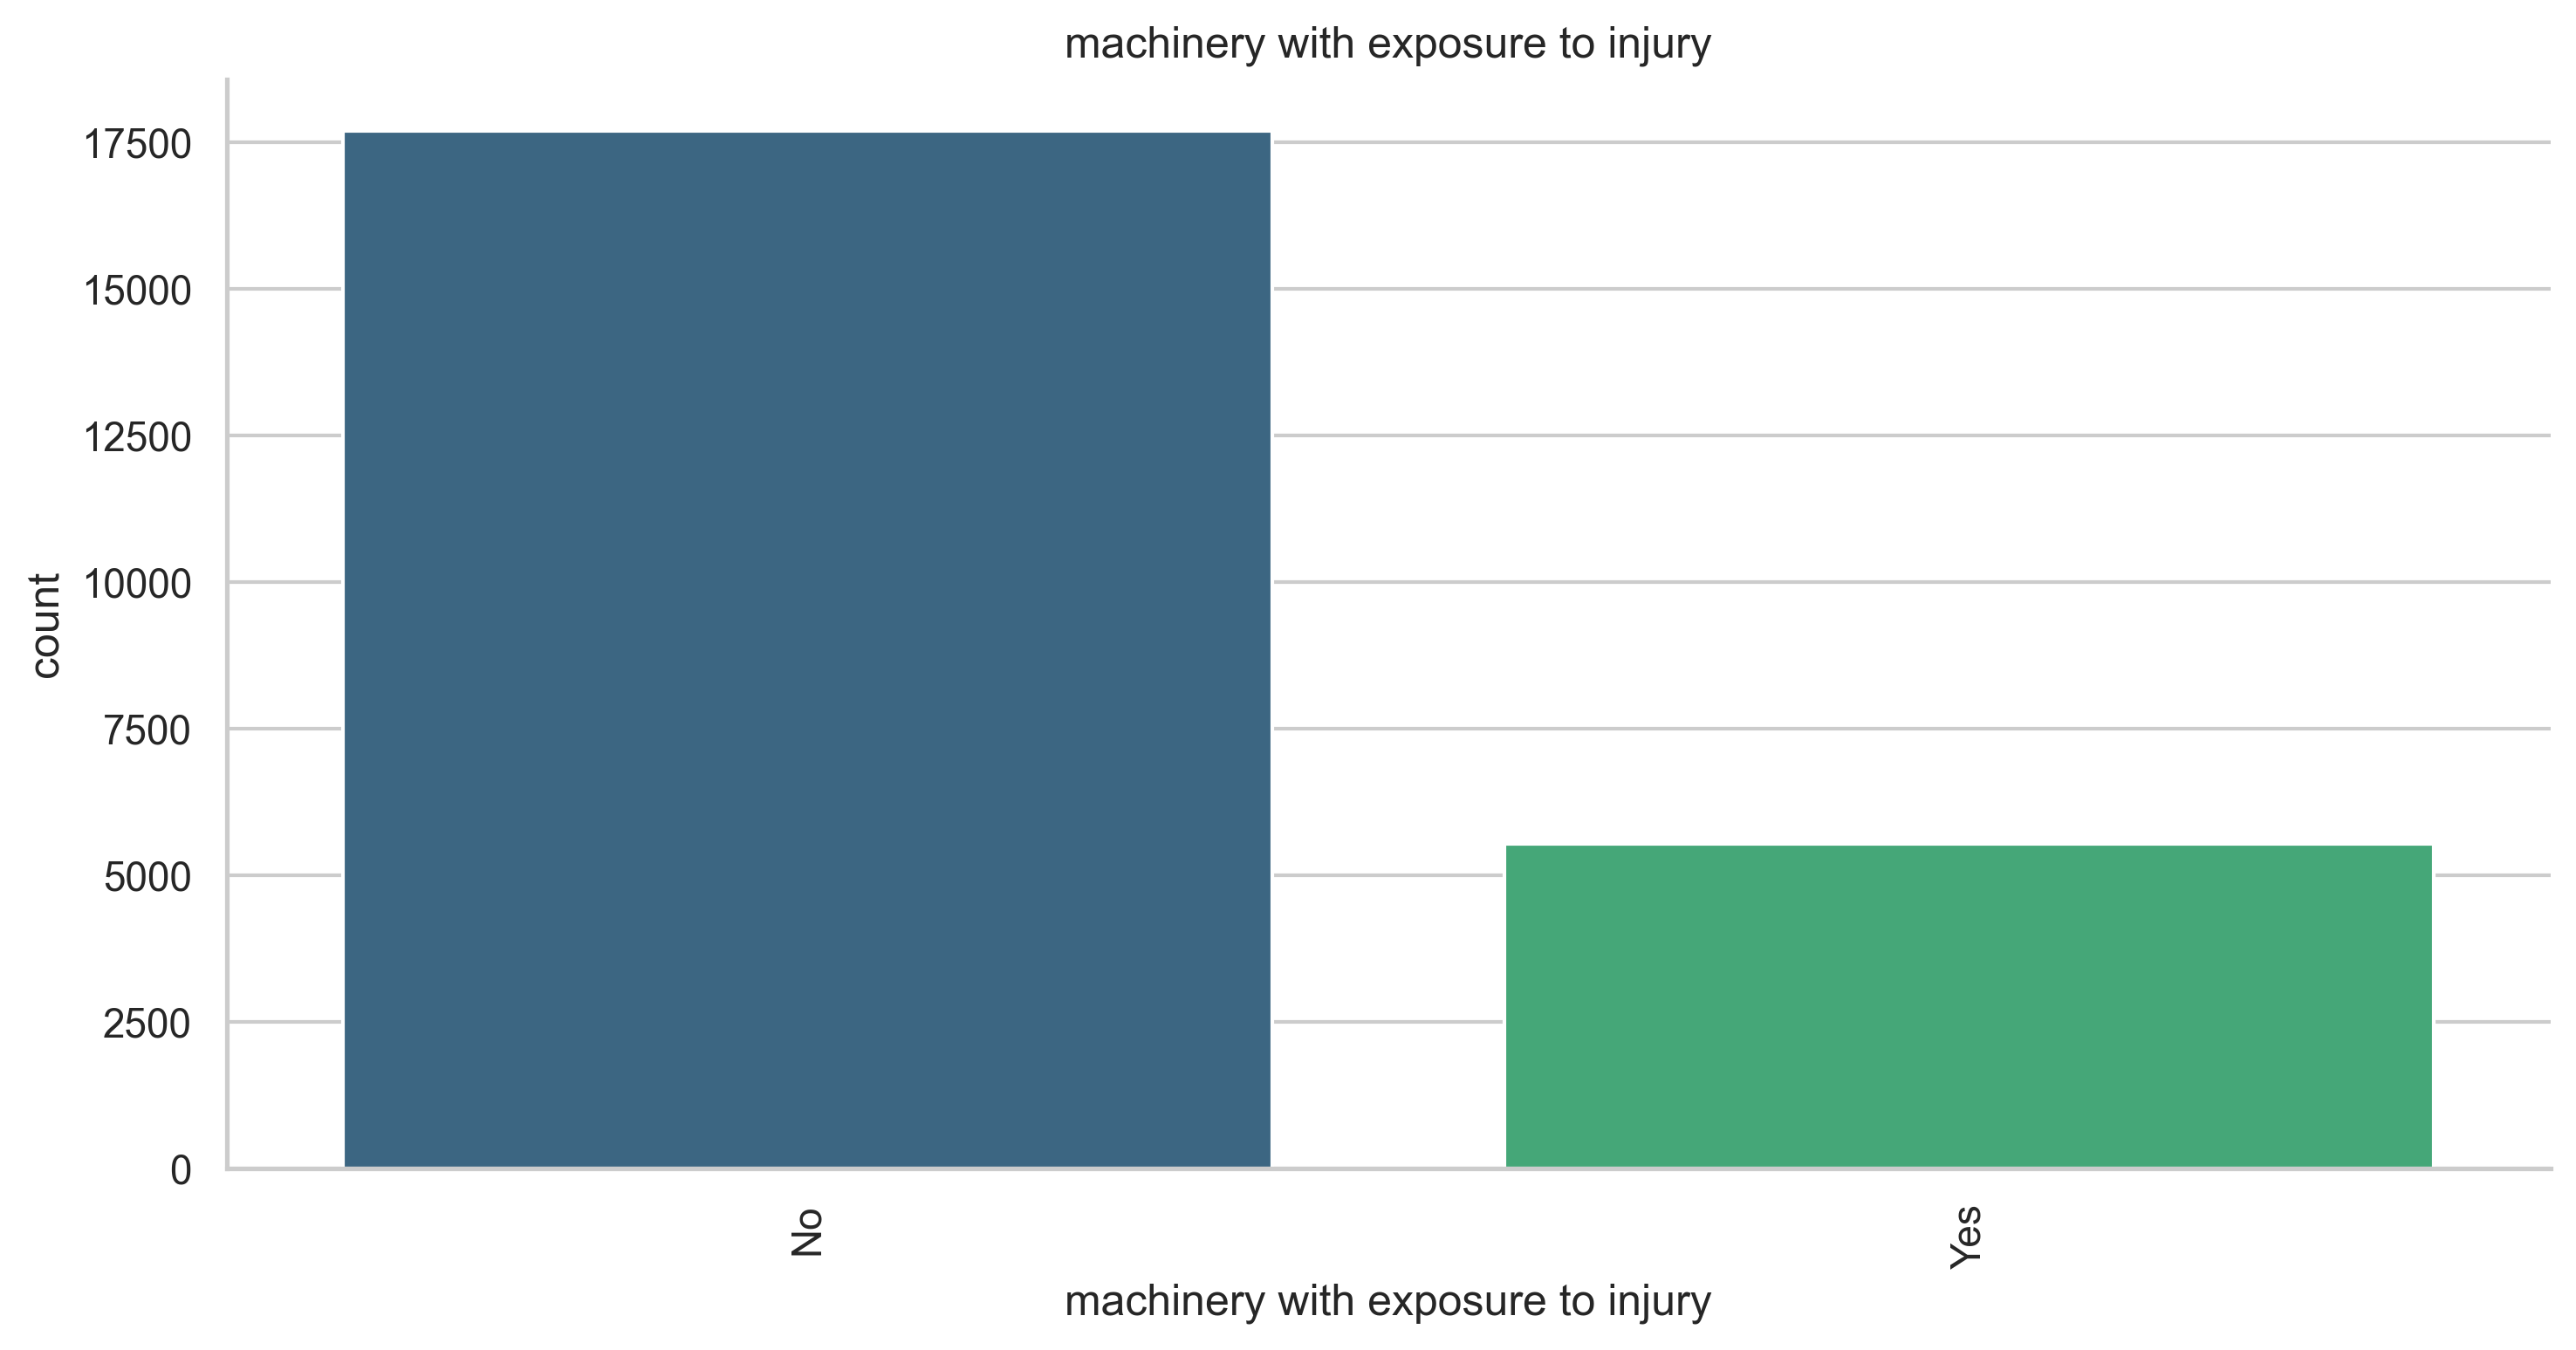 machinery with exposure to injury
17500
15000
12500
10000
7500
5000
2500
0
count
No
Yes
machinery with exposure to injury